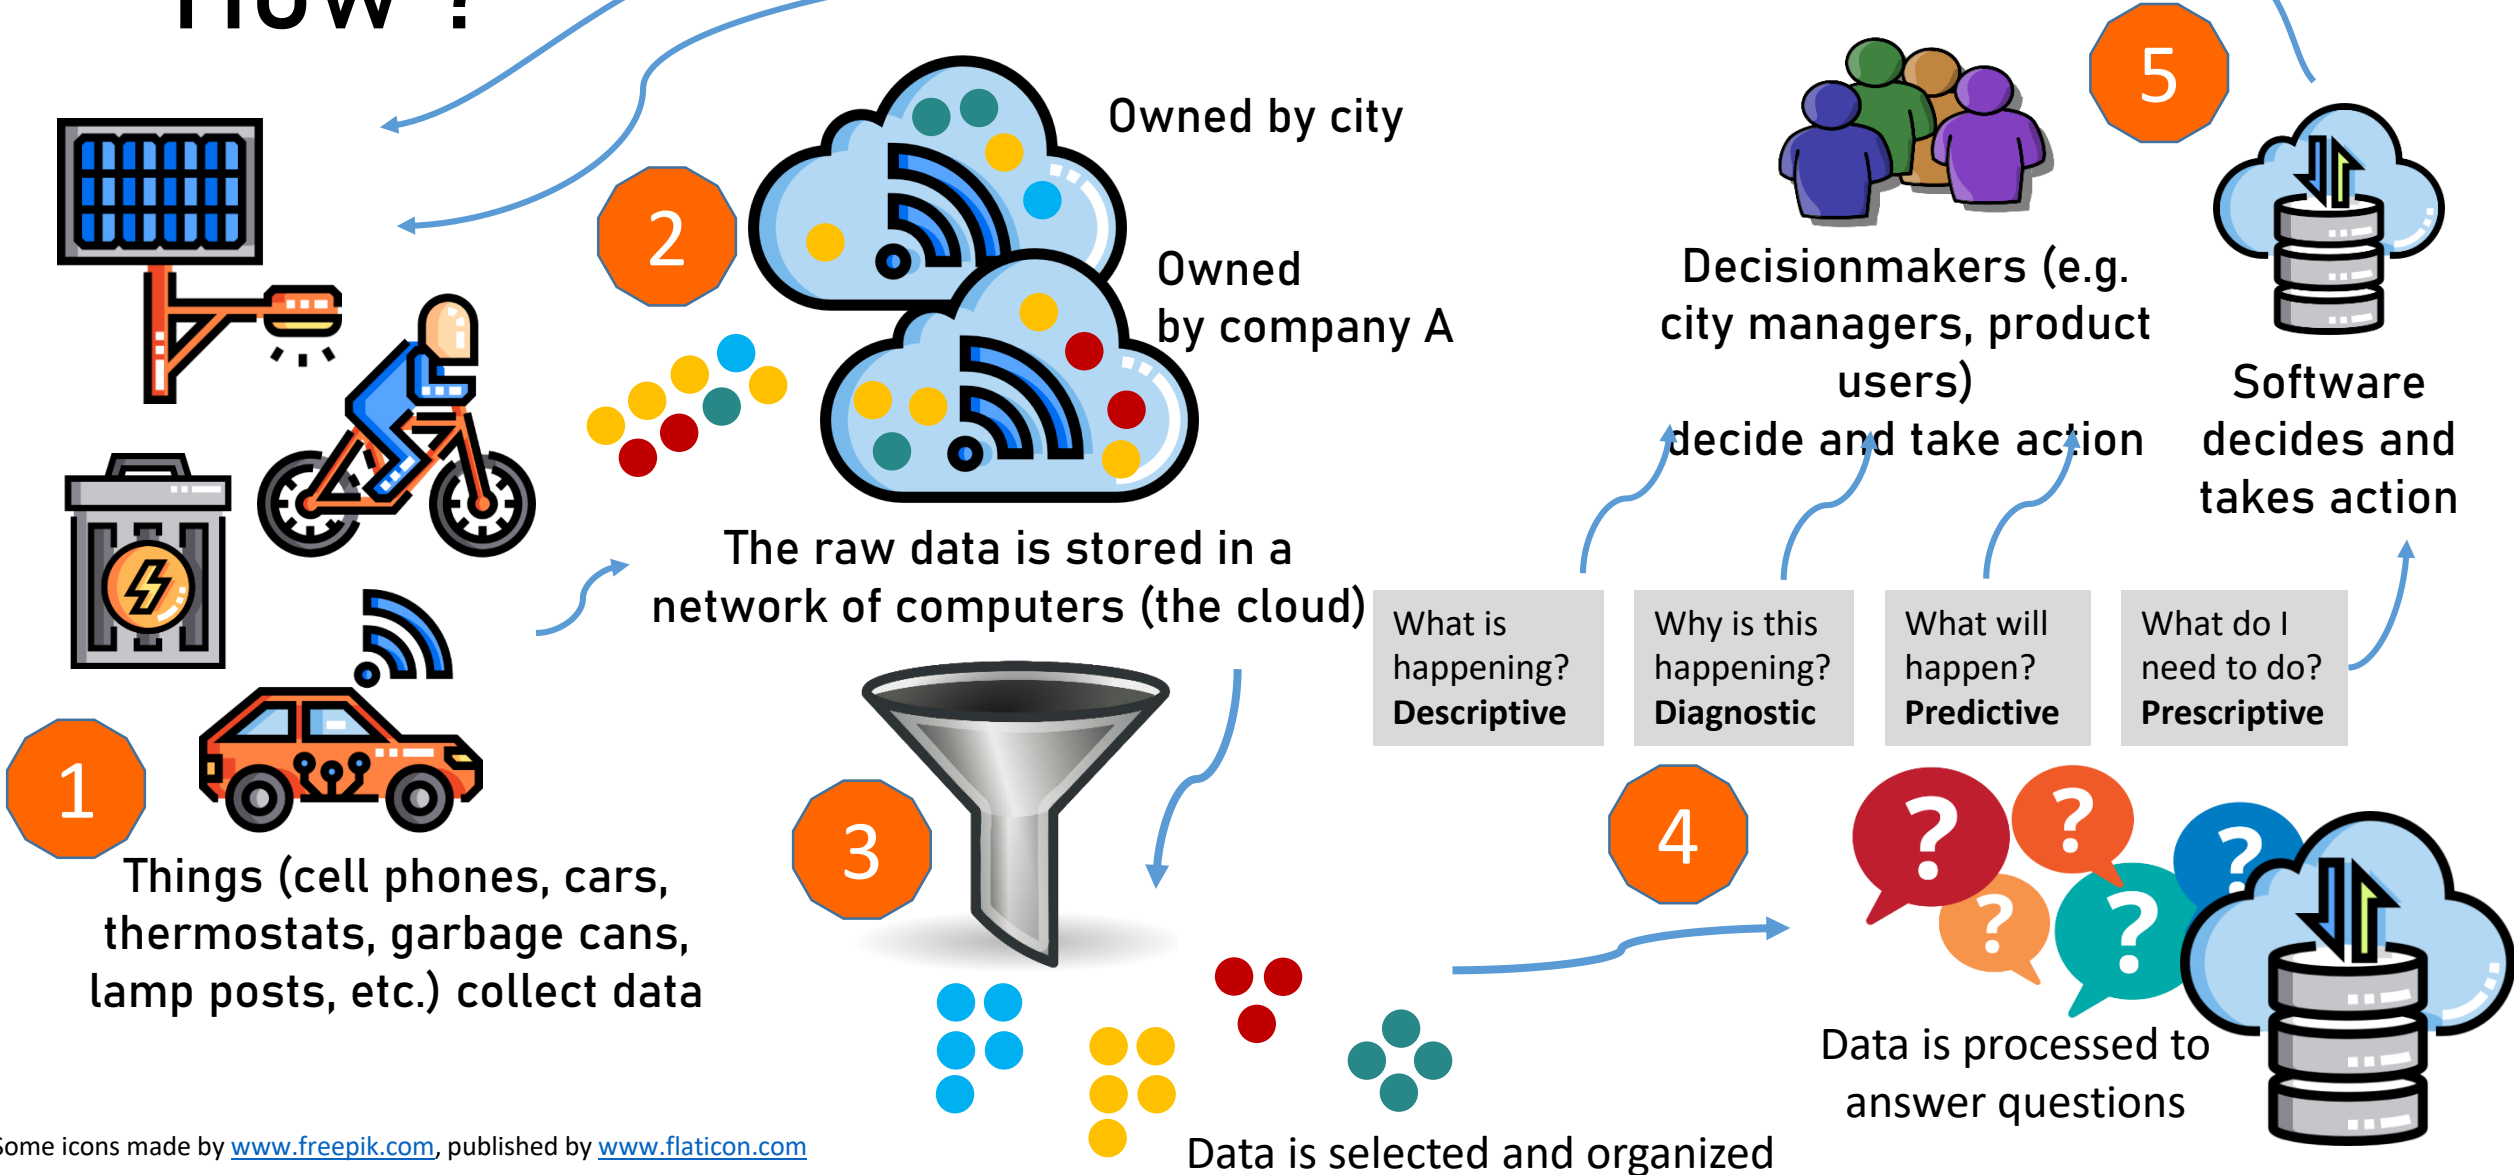 How ?
1
Things (cell phones, cars,
thermostats, garbage cans,
lamp posts, etc.) collect data
2
Owned by city
Owned
by company A
The raw data is stored in a
network of computers (the cloud)
3
Data is selected and organized
4
Data is processed to
answer questions
What is
happening?
Descriptive
Why is this
happening?
Diagnostic
What will
happen?
Predictive
What do I
need to do?
Prescriptive
Decisionmakers (e.g.
city managers, product
users)
decide and take action
5
Software
decides and
takes action
? ? ? ? ?
Some icons made by www.freepik.com, published by www.flaticon.com